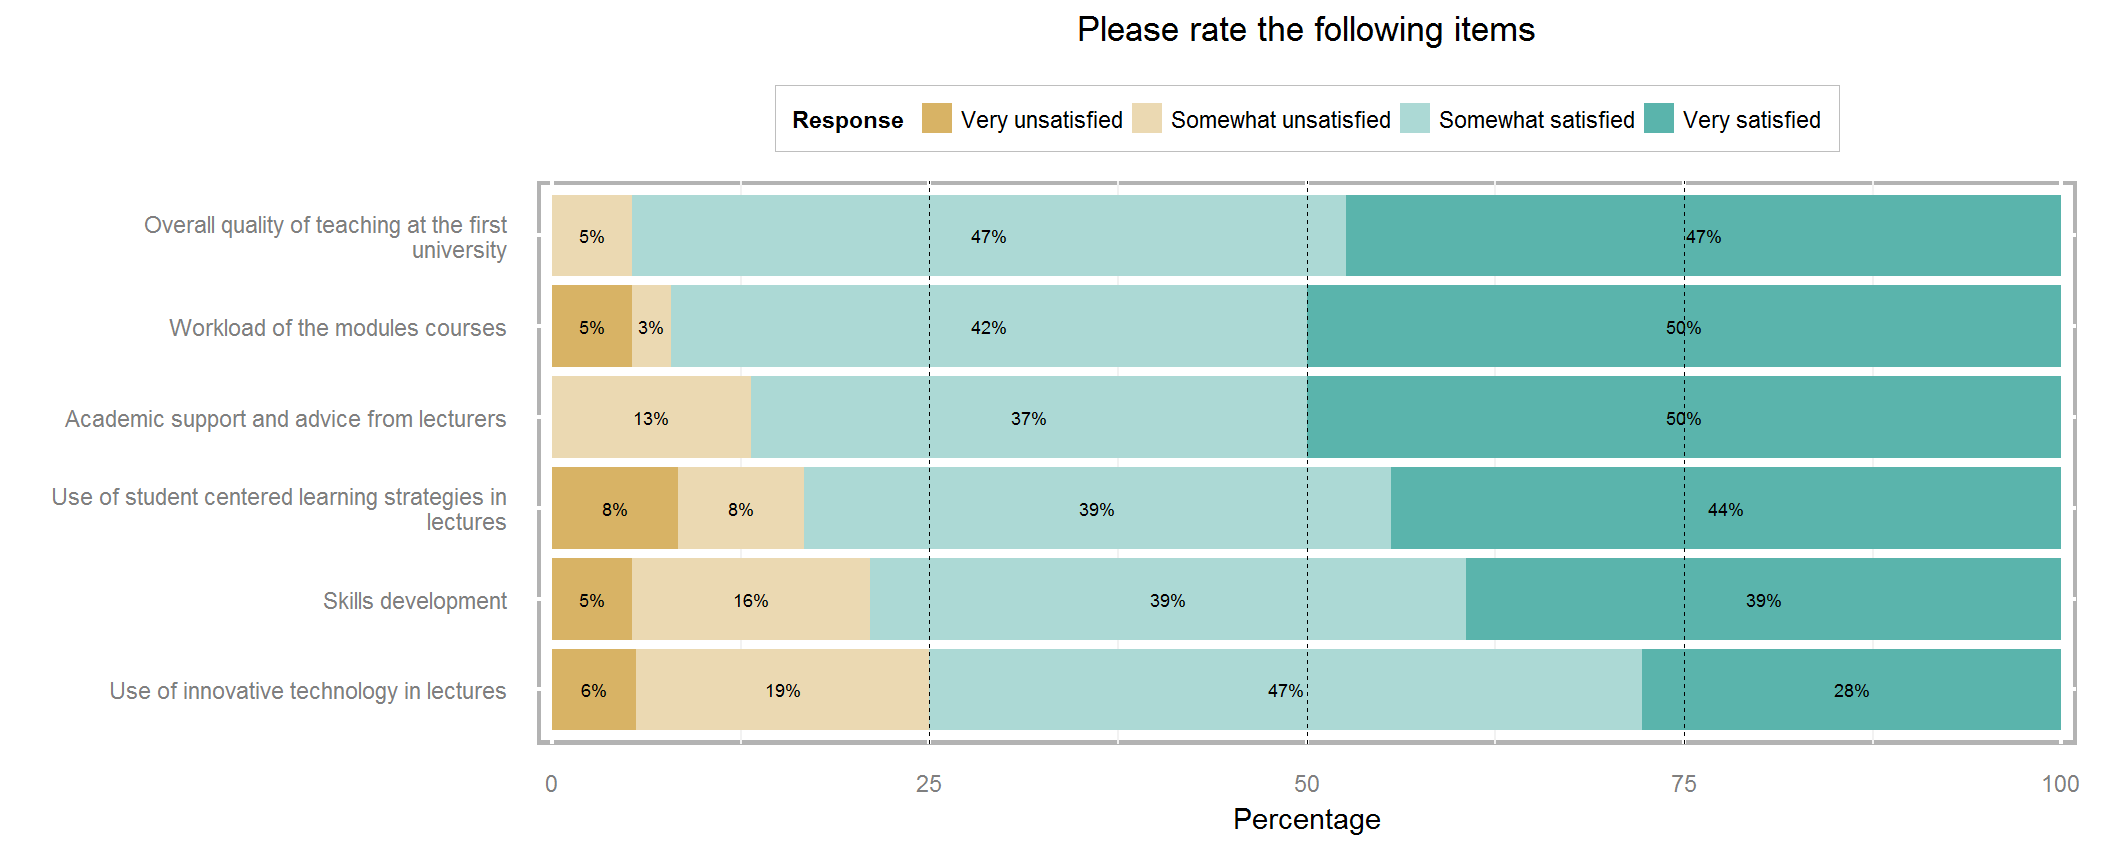 Please rate the following items
Response Very unsatisfied Somewhat unsatisfied Somewhat satisfied Very satisfied
Overall quality of teaching at the first
university
5% 47% 47%
Workload of the modules courses
5% 3% 42% 50%
Academic support and advice from lecturers
13% 37% 50%
Use of student centered learning strategies in
lectures
8% 8% 39% 44%
Skills development
5% 16% 39% 39%
Use of innovative technology in lectures
6% 19% 47% 28%
0 25 50 75 100
Percentage